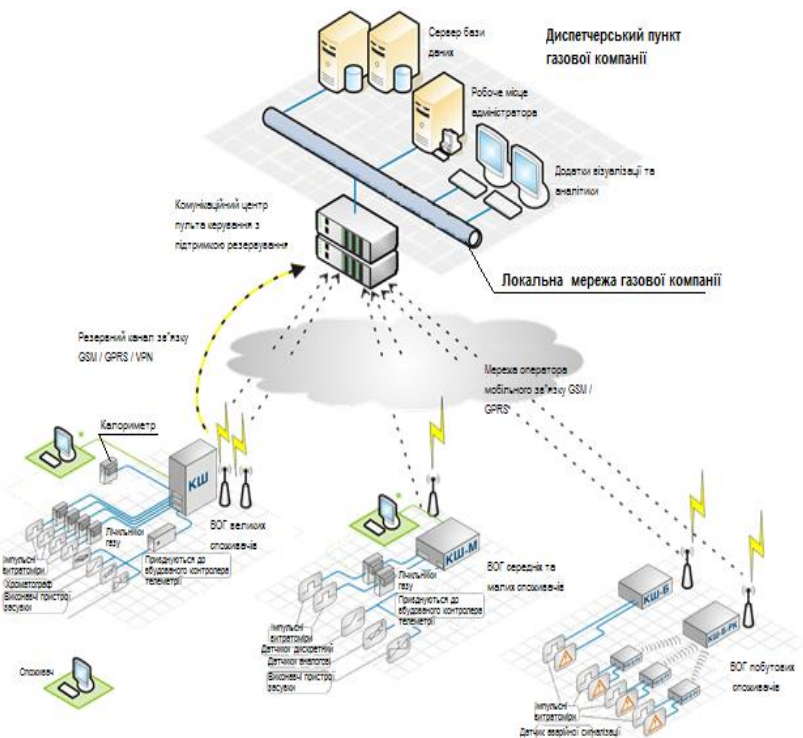 Сервер бази
даних
Диспетчерський пункт
газової компанії
Робоче місце
адміністратора
Додатки візуалізації та
аналітики
Комунікаційний центр
пульта керування з
підтримкою резервування
Локальна мережа газової компанії
Резервний канал зв"язку
GSM / GPRS / VPN
Мережа оператора
мобільного зв"язку GSM /
GPRS
Калориметр
КШ
ВОГ великих
споживачів
Лічильники
газу
Імпульсні
витратоміри
Хроматограф
Виконавчі пристрої
засувки
Приєднуються до
вбудованого контролера
телеметрії
КШ-М
ВОГ середніх та
малих споживачів
Лічильники
газу
Приєднуються до
вбудованого контролера
телеметрії
Імпульсні
витратоміри
Датчики дискретні
Датчики аналогові
Виконавчі пристрої
засувки
КШ-Б
КШ-Б-РК
ВОГ побутових
споживачів
Імпульсні
витратоміри
Датчик аварійної сигналізації
Споживач